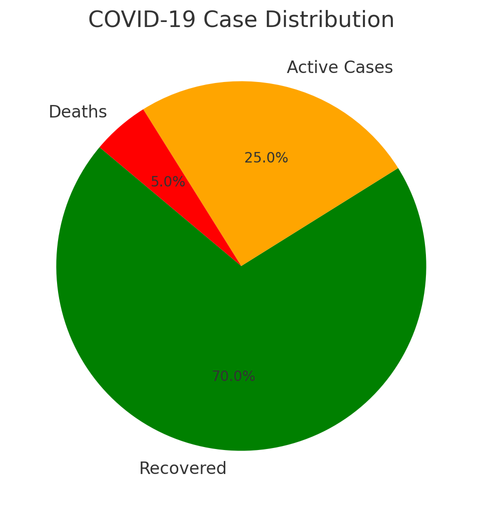 COVID-19 Case Distribution
Active Cases
Deaths
25.0%
5.0%
70.0%
Recovered